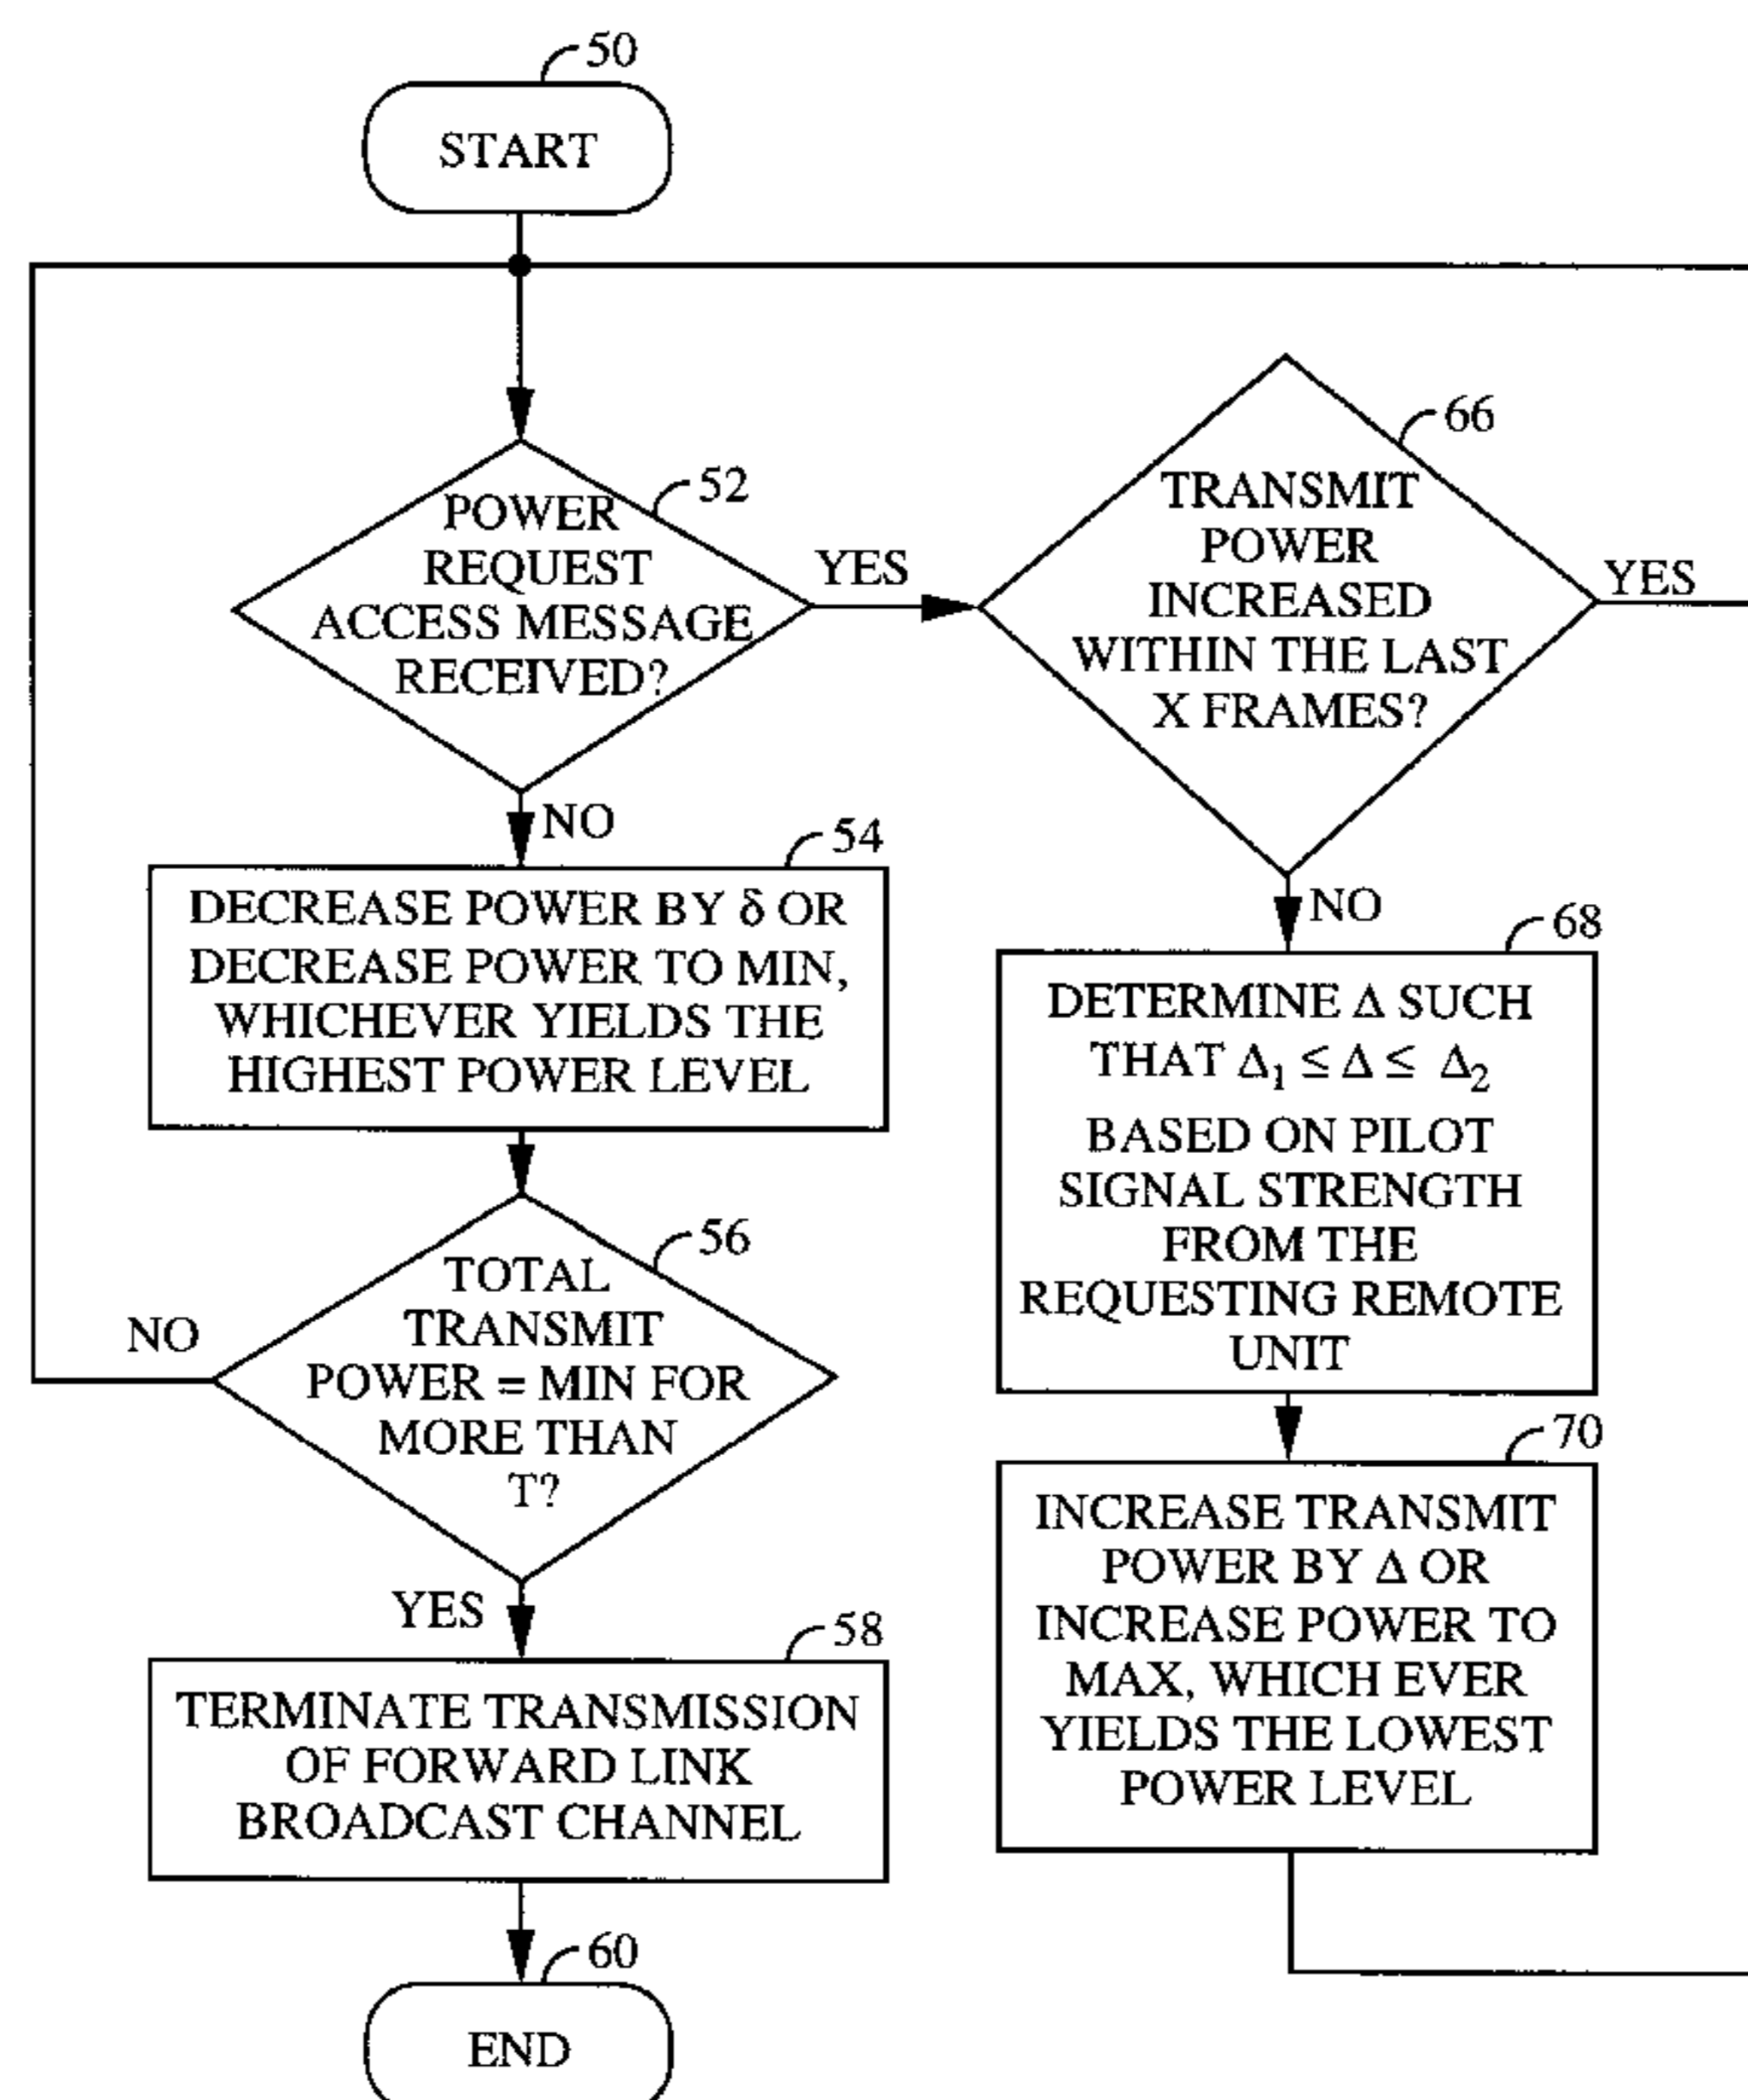 50
START
52
POWER
REQUEST
ACCESS MESSAGE
RECEIVED?
YES
NO
66
TRANSMIT
POWER
INCREASED
WITHIN THE LAST
X FRAMES?
YES
NO
54
DECREASE POWER BY δ OR
DECREASE POWER TO MIN,
WHICHEVER YIELDS THE
HIGHEST POWER LEVEL
68
DETERMINE Δ SUCH
THAT Δ₁ ≤ Δ ≤ Δ₂
BASED ON PILOT
SIGNAL STRENGTH
FROM THE
REQUESTING REMOTE
UNIT
56
TOTAL
TRANSMIT
POWER = MIN FOR
MORE THAN
T?
NO
YES
70
INCREASE TRANSMIT
POWER BY Δ OR
INCREASE POWER TO
MAX, WHICH EVER
YIELDS THE LOWEST
POWER LEVEL
58
TERMINATE TRANSMISSION
OF FORWARD LINK
BROADCAST CHANNEL
60
END